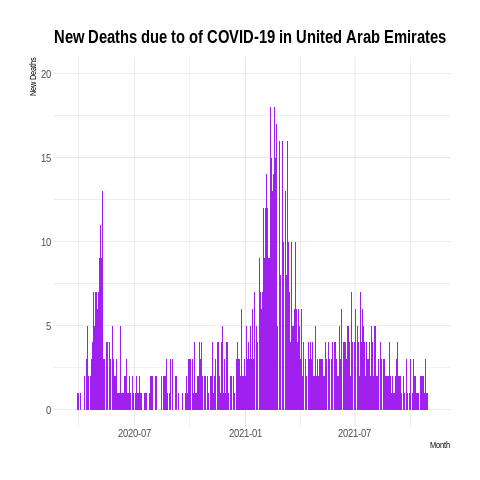 New Deaths due to of COVID-19 in United Arab Emirates
New Deaths
20
15
10
5
0
2020-07
2021-01
2021-07
Month